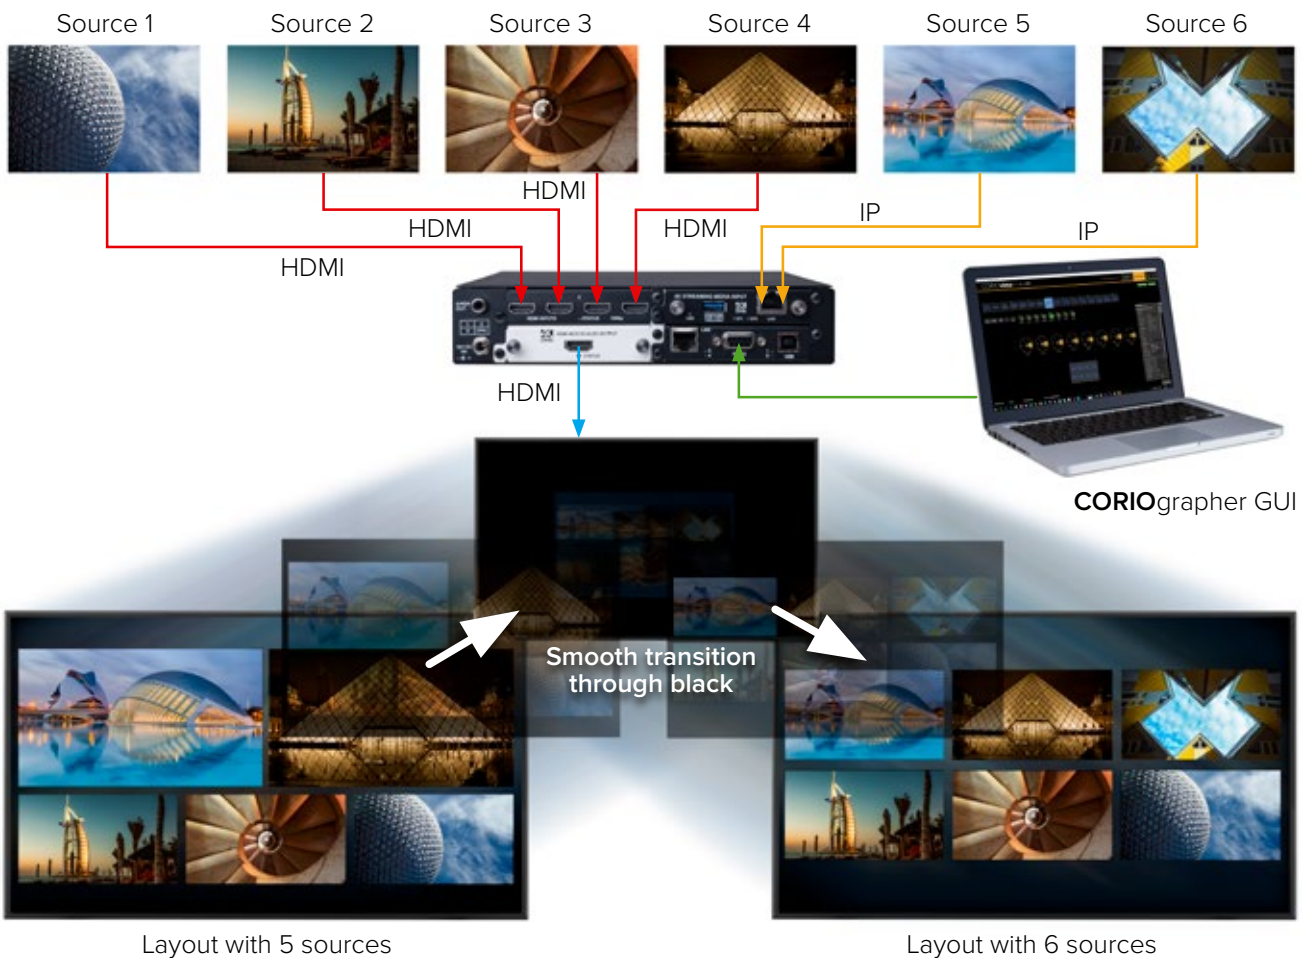 Source 1
Source 2
Source 3
Source 4
Source 5
Source 6
HDMI
HDMI
HDMI
HDMI
IP
IP
HDMI
CORIOgrapher GUI
Smooth transition
through black
Layout with 5 sources
Layout with 6 sources